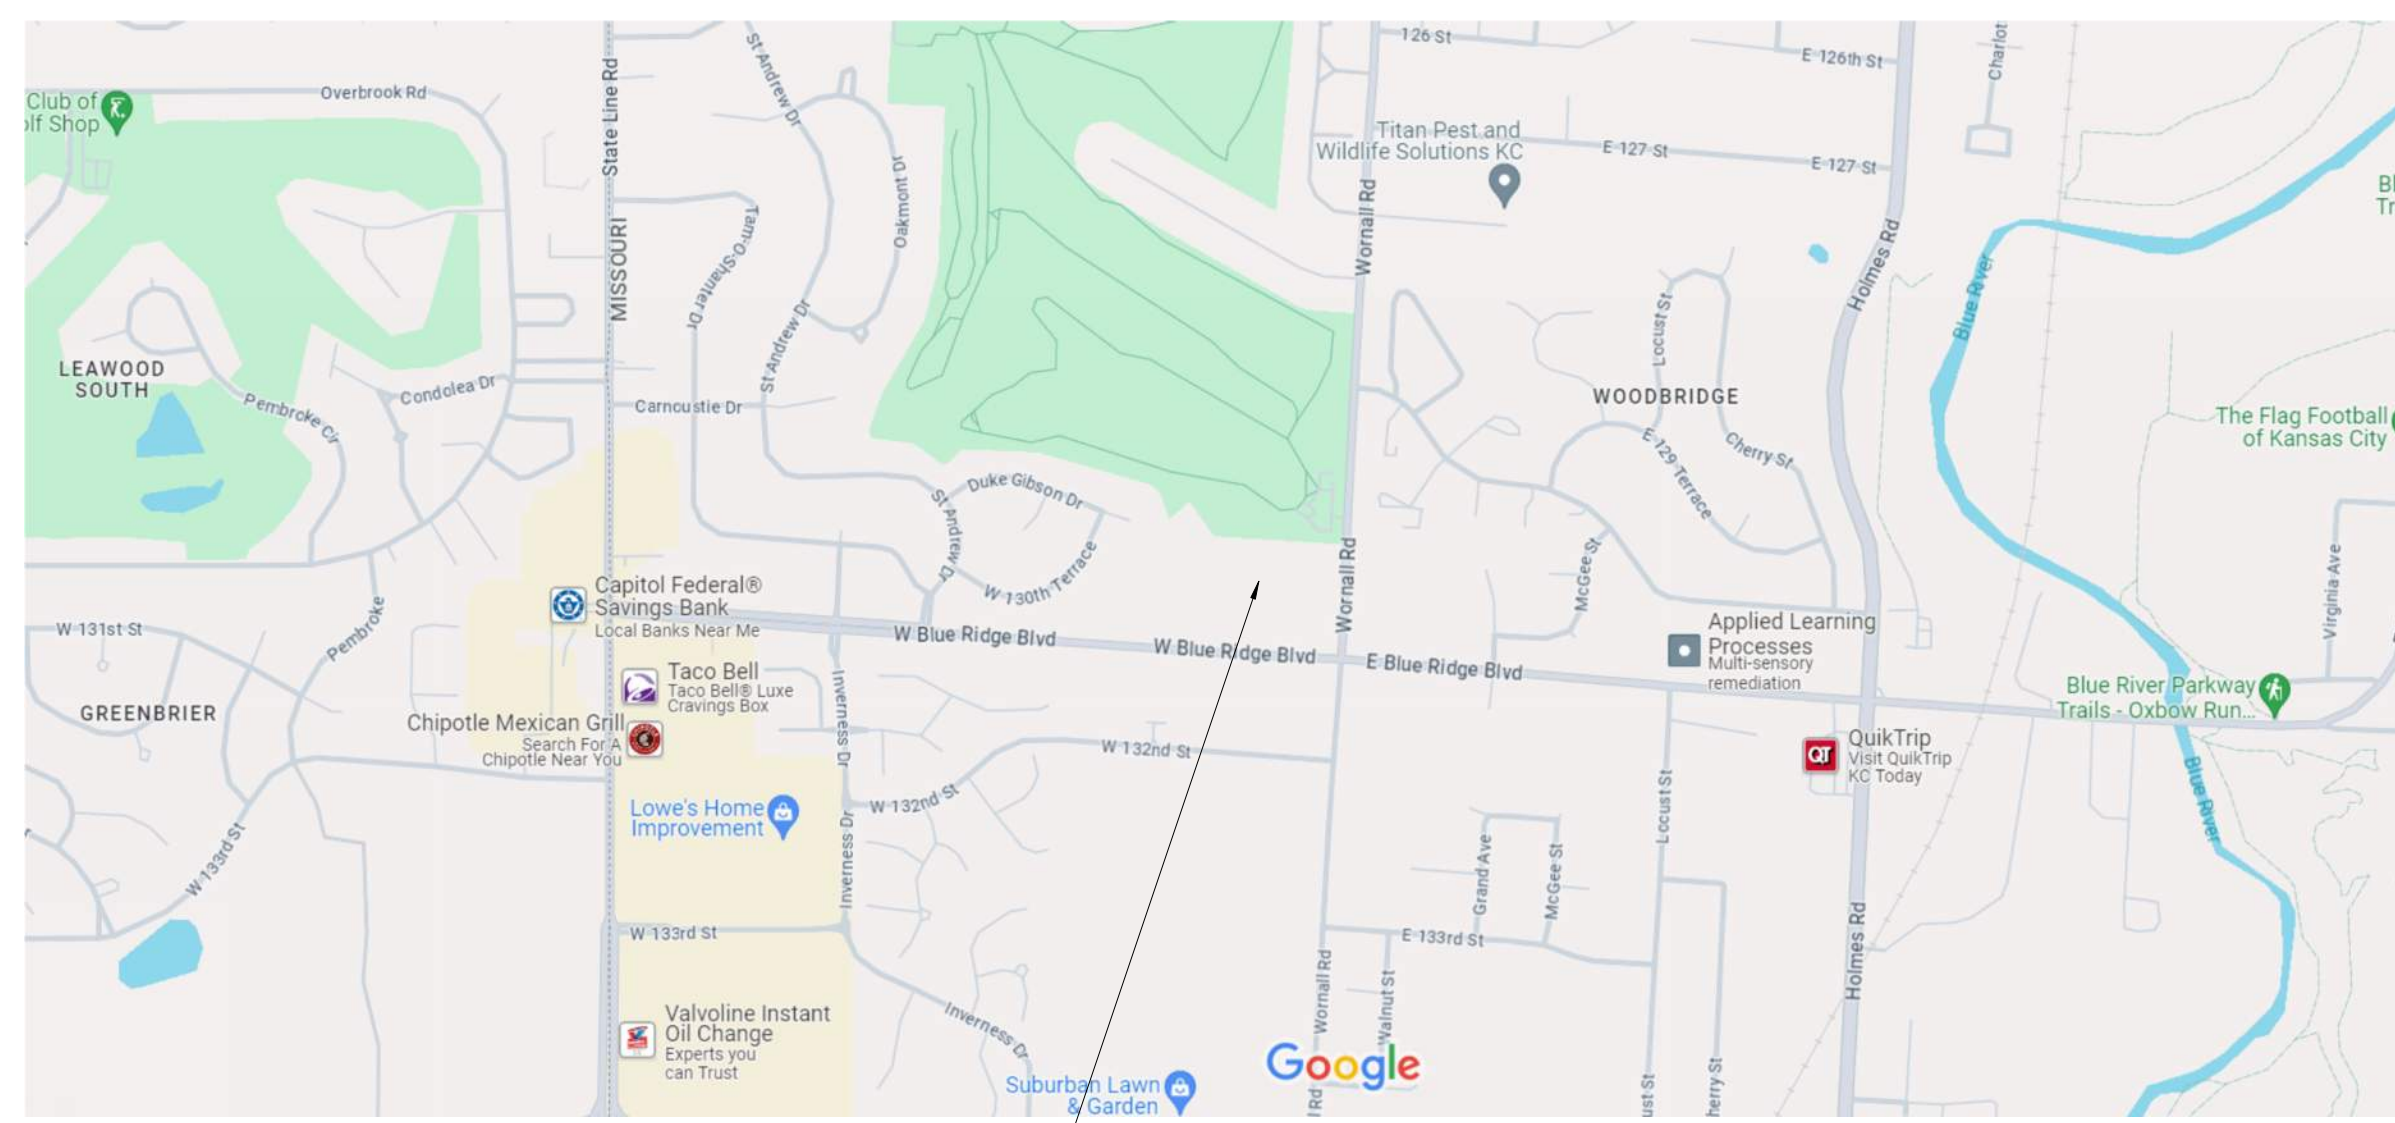 126 St
E 126th St
Charlot
St Andrew Dr
State Line Rd
Overbrook Rd
Club of
olf Shop
Titan Pest and
Wildlife Solutions KC
E 127 St
E 127 St
Oakmont Dr
Wornall Rd
Bl
Tr
MISSOURI
Tam-O-Shanter Dr
Holmes Rd
Blue River
Locust St
St Andrew Dr
LEAWOOD
SOUTH
Condolea Dr
Pembroke Cir
Carnoustie Dr
WOODBRIDGE
The Flag Football
of Kansas City
E 129 Terrace
Cherry St
Duke Gibson Dr
St Andrew Dr
W 130th Terrace
Wornall Rd
McGee St
Virginia Ave
Capitol Federal®
Savings Bank
Local Banks Near Me
W 131st St
Pembroke
W Blue Ridge Blvd
W Blue Ridge Blvd
E Blue Ridge Blvd
Applied Learning
Processes
Multi-sensory
remediation
Taco Bell
Taco Bell® Luxe
Cravings Box
Inverness Dr
Blue River Parkway
Trails - Oxbow Run...
GREENBRIER
Chipotle Mexican Grill
Search For A
Chipotle Near You
W 132nd St
QT
QuikTrip
Visit QuikTrip
KC Today
Blue River
Lowe's Home
Improvement
W 132nd St
Locust St
W 133rd St
Inverness Dr
Grand Ave
McGee St
W 133rd St
E 133rd St
Holmes Rd
Wornall Rd
Walnut St
Valvoline Instant
Oil Change
Experts you
can Trust
Inverness Dr
Google
Suburban Lawn
& Garden
l Rd
ust St
herry St